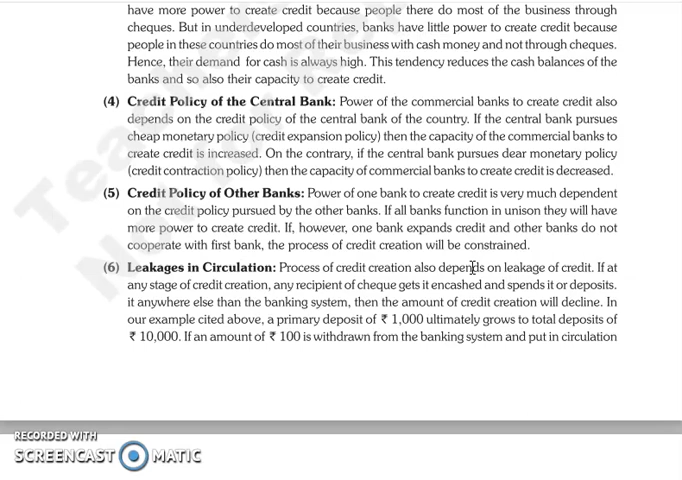 have more power to create credit because people there do most of the business through
cheques. But in underdeveloped countries, banks have little power to create credit because
people in these countries do most of their business with cash money and not through cheques.
Hence, their demand for cash is always high. This tendency reduces the cash balances of the
banks and so also their capacity to create credit.
(4) Credit Policy of the Central Bank: Power of the commercial banks to create credit also
depends on the credit policy of the central bank of the country. If the central bank pursues
cheap monetary policy (credit expansion policy) then the capacity of the commercial banks to
create credit is increased. On the contrary, if the central bank pursues dear monetary policy
(credit contraction policy) then the capacity of commercial banks to create credit is decreased.
(5) Credit Policy of Other Banks: Power of one bank to create credit is very much dependent
on the credit policy pursued by the other banks. If all banks function in unison they will have
more power to create credit. If, however, one bank expands credit and other banks do not
cooperate with first bank, the process of credit creation will be constrained.
(6) Leakages in Circulation: Process of credit creation also depends on leakage of credit. If at
any stage of credit creation, any recipient of cheque gets it encashed and spends it or deposits.
it anywhere else than the banking system, then the amount of credit creation will decline. In
our example cited above, a primary deposit of ₹ 1,000 ultimately grows to total deposits of
₹ 10,000. If an amount of ₹ 100 is withdrawn from the banking system and put in circulation
RECORDED WITH
SCREENCAST MATIC